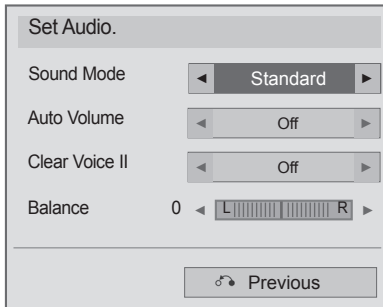 Set Audio.
Sound Mode ◄ Standard ►
Auto Volume ◄ Off ►
Clear Voice II ◄ Off ►
Balance 0 ◄ L R ►
Previous